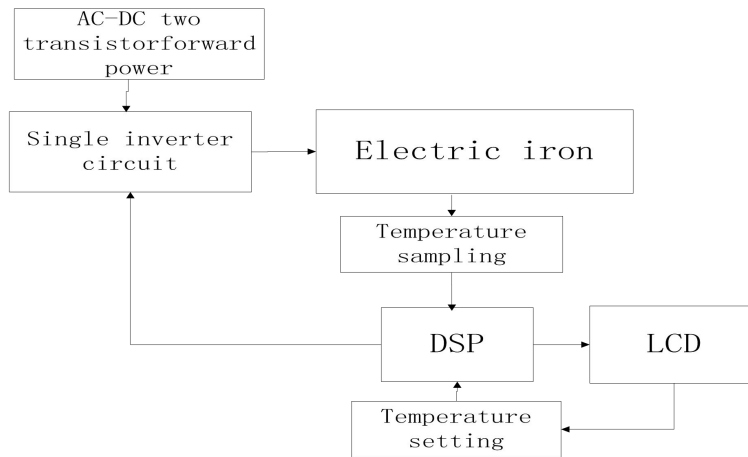 AC-DC two
transistorforward
power
Single inverter
circuit
Electric iron
Temperature
sampling
DSP
LCD
Temperature
setting